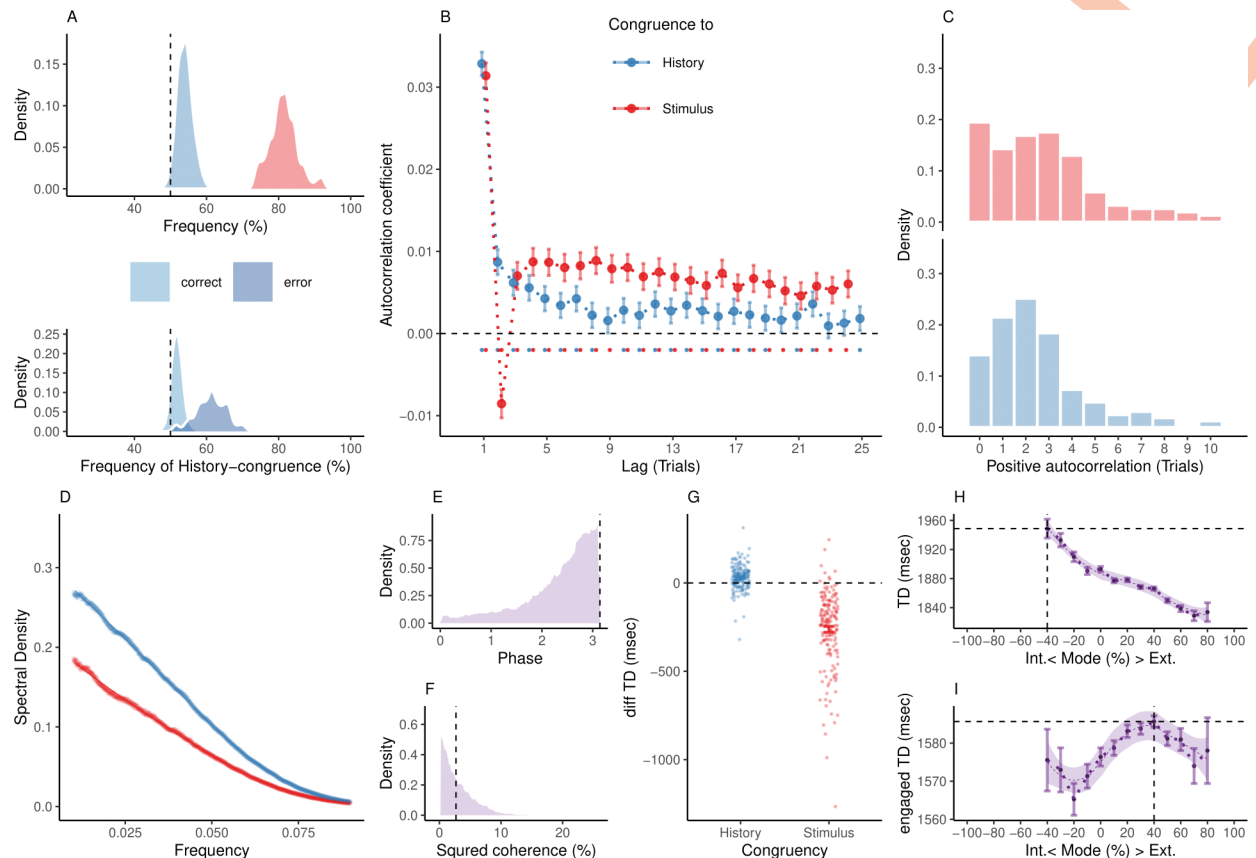 A
Density
0.15
0.10
0.05
0.00
40 60 80 100
Frequency (%)
correct
error
Density
0.25
0.20
0.15
0.10
0.05
0.00
40 60 80 100
Frequency of History−congruence (%)
B
Congruence to
History
Stimulus
Autocorrelation coefficient
0.03
0.02
0.01
0.00
−0.01
1 5 9 13 17 21 25
Lag (Trials)
C
Density
0.3
0.2
0.1
0.0
0.3
0.2
0.1
0.0
0 1 2 3 4 5 6 7 8 9 10
Positive autocorrelation (Trials)
D
Spectral Density
0.3
0.2
0.1
0.0
0.025 0.050 0.075
Frequency
E
Density
0.75
0.50
0.25
0.00
0 1 2 3
Phase
F
Density
0.6
0.4
0.2
0.0
0 10 20
Squred coherence (%)
G
diff TD (msec)
0
−500
−1000
History Stimulus
Congruency
H
TD (msec)
1960
1920
1880
1840
−100 −80 −60 −40 −20 0 20 40 60 80 100
Int.< Mode (%) > Ext.
I
engaged TD (msec)
1580
1570
1560
−100 −80 −60 −40 −20 0 20 40 60 80 100
Int.< Mode (%) > Ext.